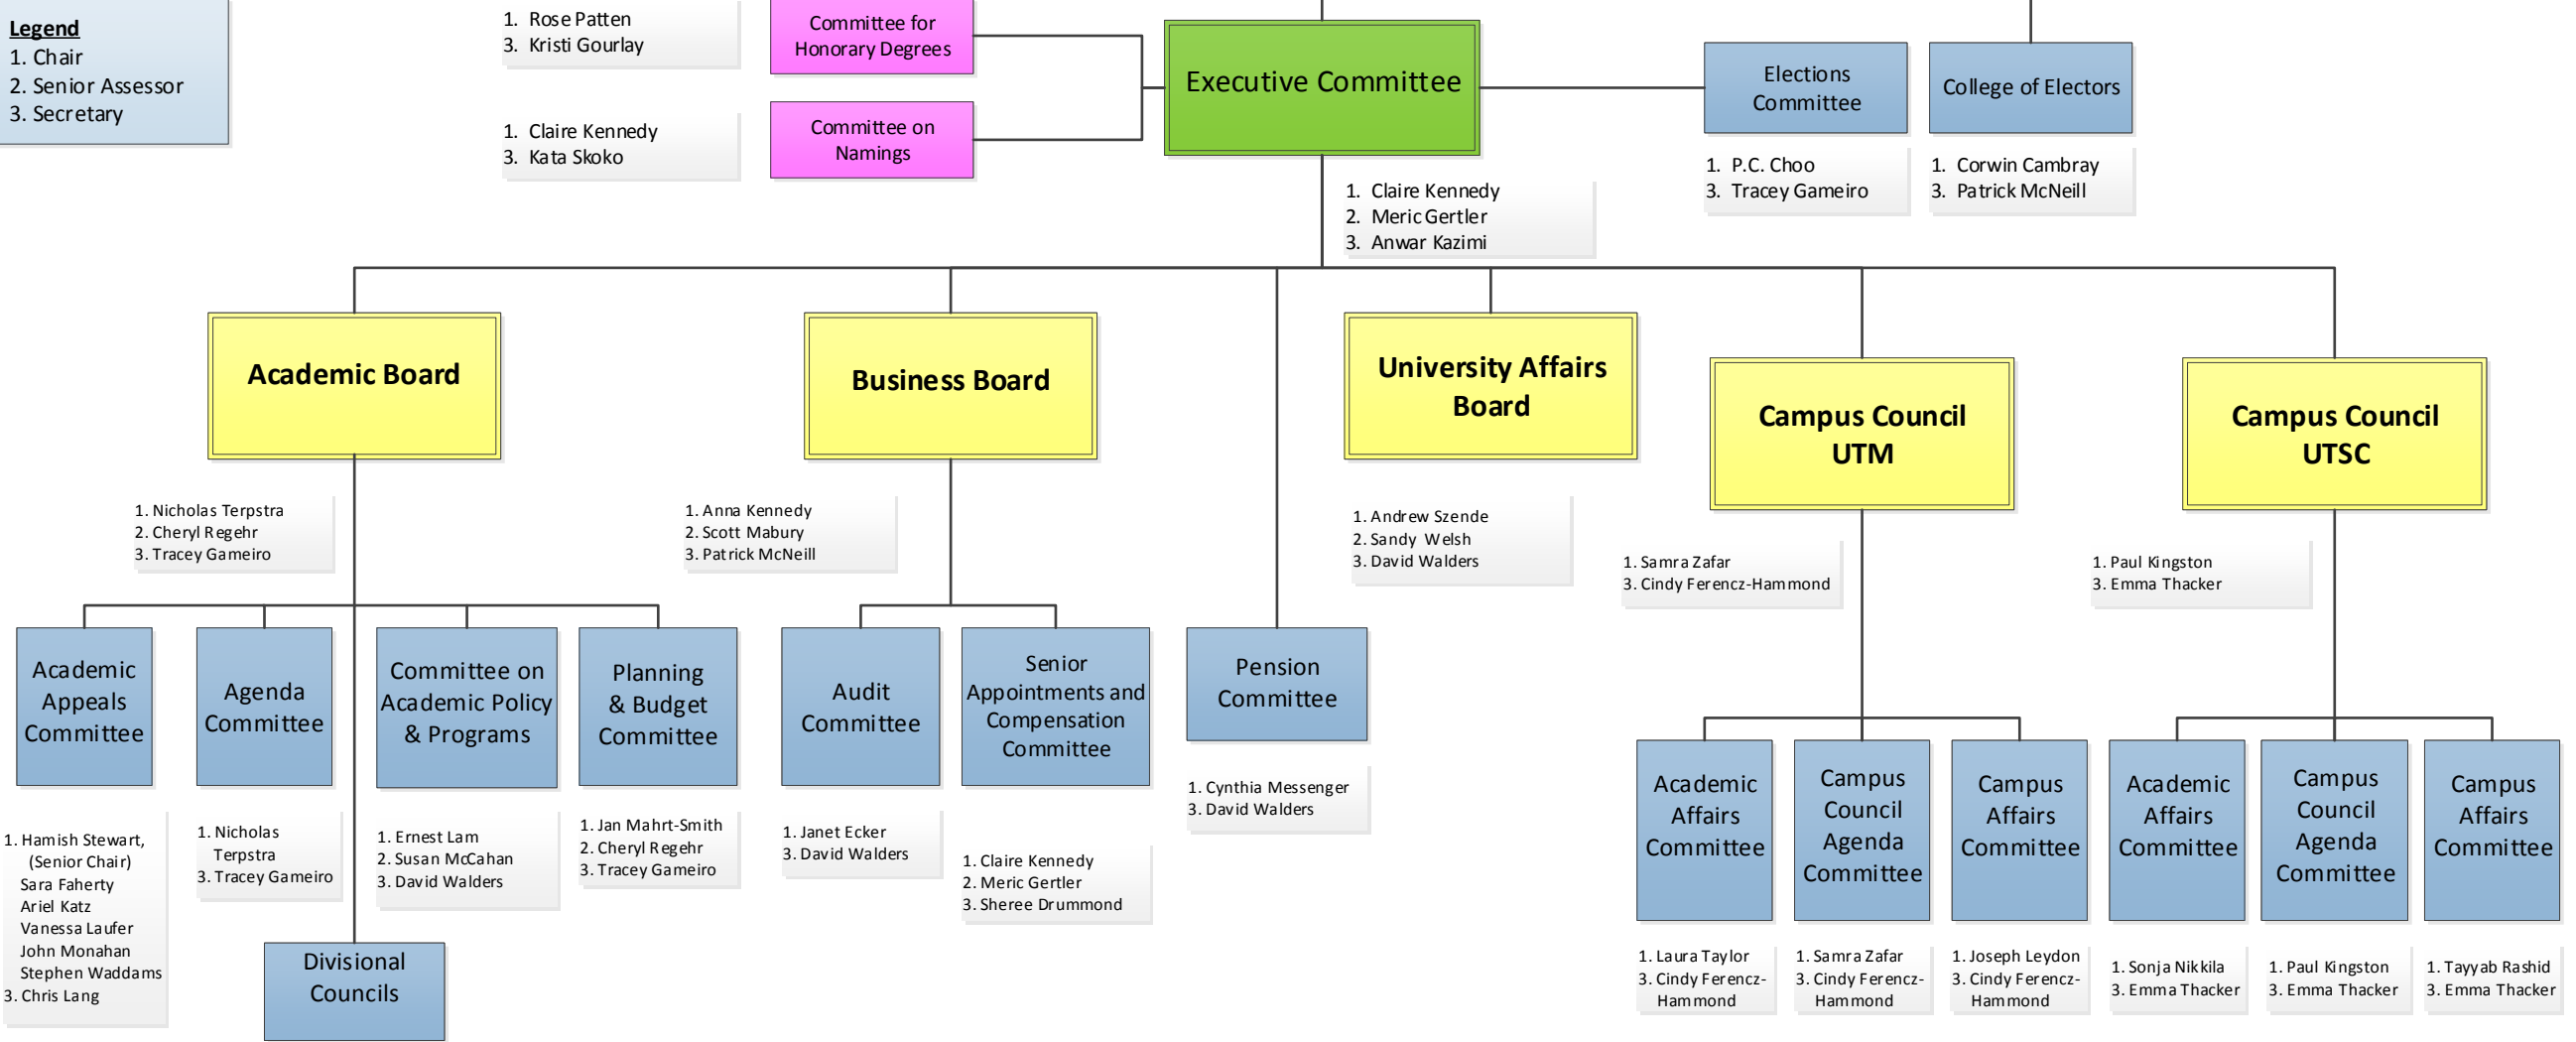 Legend
1. Chair
2. Senior Assessor
3. Secretary
1. Rose Patten
3. Kristi Gourlay
Committee for
Honorary Degrees
1. Claire Kennedy
3. Kata Skoko
Committee on
Namings
Executive Committee
1. Claire Kennedy
2. Meric Gertler
3. Anwar Kazimi
Elections
Committee
1. P.C. Choo
3. Tracey Gameiro
College of Electors
1. Corwin Cambray
3. Patrick McNeill
Academic Board
1. Nicholas Terpstra
2. Cheryl Regehr
3. Tracey Gameiro
Business Board
1. Anna Kennedy
2. Scott Mabury
3. Patrick McNeill
University Affairs
Board
1. Andrew Szende
2. Sandy Welsh
3. David Walders
Campus Council
UTM
1. Samra Zafar
3. Cindy Ferencz-Hammond
Campus Council
UTSC
1. Paul Kingston
3. Emma Thacker
Academic
Appeals
Committee
1. Hamish Stewart,
(Senior Chair)
Sara Faherty
Ariel Katz
Vanessa Laufer
John Monahan
Stephen Waddams
3. Chris Lang
Agenda
Committee
1. Nicholas
Terpstra
3. Tracey Gameiro
Committee on
Academic Policy
& Programs
1. Ernest Lam
2. Susan McCahan
3. David Walders
Planning
& Budget
Committee
1. Jan Mahrt-Smith
2. Cheryl Regehr
3. Tracey Gameiro
Divisional
Councils
Audit
Committee
1. Janet Ecker
3. David Walders
Senior
Appointments and
Compensation
Committee
1. Claire Kennedy
2. Meric Gertler
3. Sheree Drummond
Pension
Committee
1. Cynthia Messenger
3. David Walders
Academic
Affairs
Committee
1. Laura Taylor
3. Cindy Ferencz-
Hammond
Campus
Council
Agenda
Committee
1. Samra Zafar
3. Cindy Ferencz-
Hammond
Campus
Affairs
Committee
1. Joseph Leydon
3. Cindy Ferencz-
Hammond
Academic
Affairs
Committee
1. Sonja Nikkila
3. Emma Thacker
Campus
Council
Agenda
Committee
1. Paul Kingston
3. Emma Thacker
Campus
Affairs
Committee
1. Tayyab Rashid
3. Emma Thacker